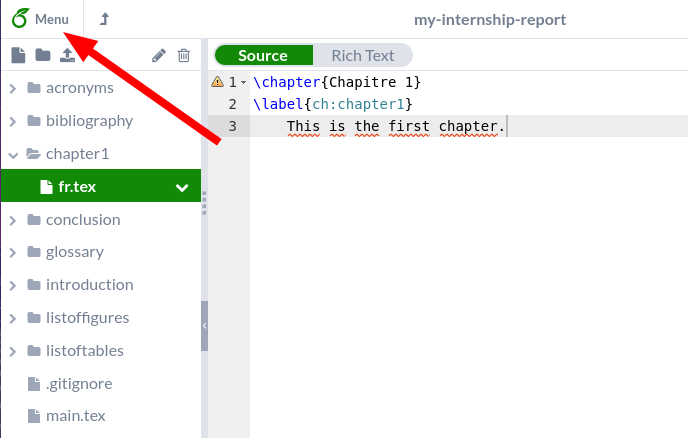 Menu
my-internship-report
Source
Rich Text
acronyms
bibliography
chapter1
fr.tex
conclusion
glossary
introduction
listoffigures
listoftables
.gitignore
main.tex
1 \chapter{Chapitre 1}
2 \label{ch:chapter1}
3 This is the first chapter.